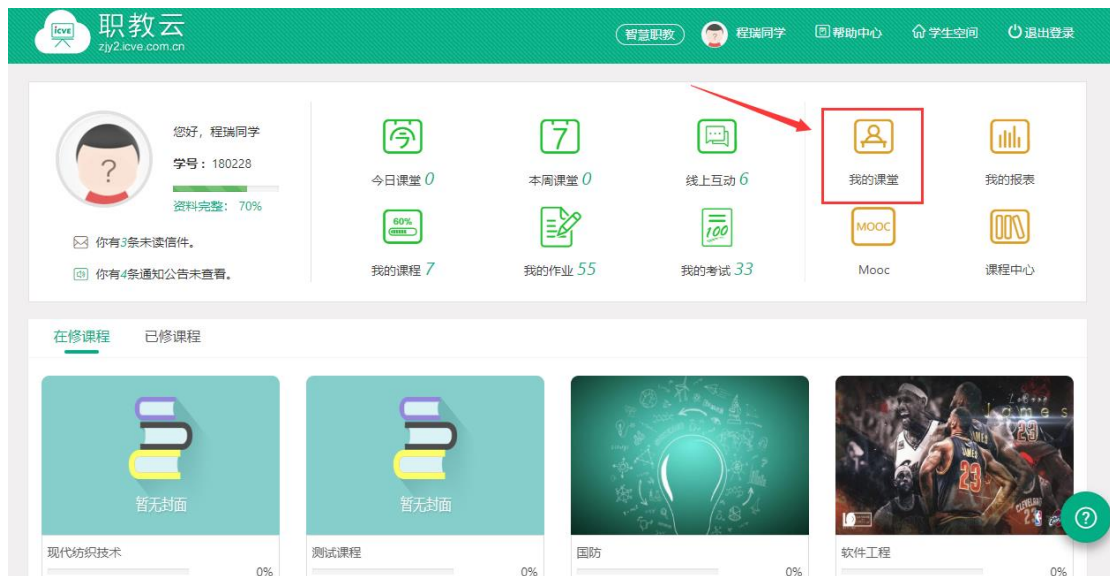 icve
职教云
zjy2.icve.com.cn
智慧职教 程瑞同学 帮助中心 学生空间 退出登录
您好，程瑞同学
学号：180228
资料完整： 70%
你有3条未读信件。
你有4条通知公告未查看。
今日课堂 0
7
本周课堂 0
线上互动 6
我的课堂
我的报表
60%
我的课程 7
我的作业 55
100
我的考试 33
MOOC
Mooc
课程中心
在修课程 已修课程
暂无封面
现代纺织技术
0%
暂无封面
测试课程
0%
国防
0%
James
23
23
软件工程
0%